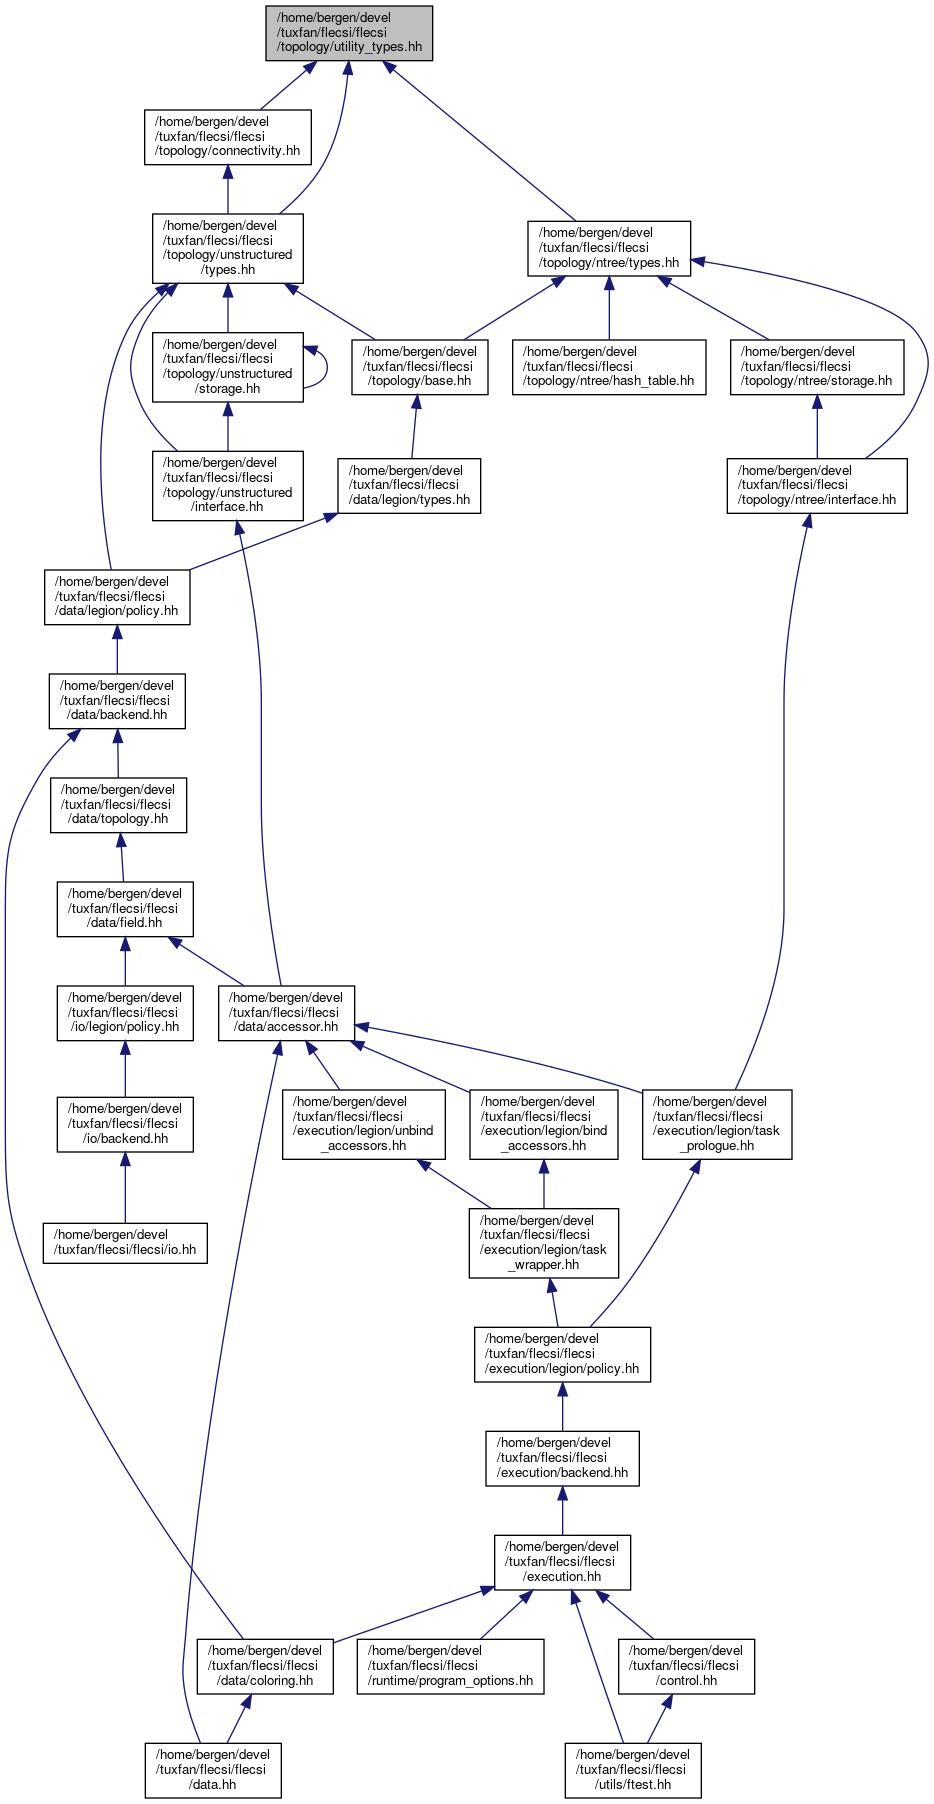 /home/bergen/devel
/tuxfan/flecsi/flecsi
/topology/utility_types.hh
/home/bergen/devel
/tuxfan/flecsi/flecsi
/topology/connectivity.hh
/home/bergen/devel
/tuxfan/flecsi/flecsi
/topology/unstructured
/types.hh
/home/bergen/devel
/tuxfan/flecsi/flecsi
/topology/ntree/types.hh
/home/bergen/devel
/tuxfan/flecsi/flecsi
/topology/unstructured
/storage.hh
/home/bergen/devel
/tuxfan/flecsi/flecsi
/topology/base.hh
/home/bergen/devel
/tuxfan/flecsi/flecsi
/topology/ntree/hash_table.hh
/home/bergen/devel
/tuxfan/flecsi/flecsi
/topology/ntree/storage.hh
/home/bergen/devel
/tuxfan/flecsi/flecsi
/topology/unstructured
/interface.hh
/home/bergen/devel
/tuxfan/flecsi/flecsi
/data/legion/types.hh
/home/bergen/devel
/tuxfan/flecsi/flecsi
/topology/ntree/interface.hh
/home/bergen/devel
/tuxfan/flecsi/flecsi
/data/legion/policy.hh
/home/bergen/devel
/tuxfan/flecsi/flecsi
/data/backend.hh
/home/bergen/devel
/tuxfan/flecsi/flecsi
/data/topology.hh
/home/bergen/devel
/tuxfan/flecsi/flecsi
/data/field.hh
/home/bergen/devel
/tuxfan/flecsi/flecsi
/io/legion/policy.hh
/home/bergen/devel
/tuxfan/flecsi/flecsi
/data/accessor.hh
/home/bergen/devel
/tuxfan/flecsi/flecsi
/io/backend.hh
/home/bergen/devel
/tuxfan/flecsi/flecsi
/execution/legion/unbind
_accessors.hh
/home/bergen/devel
/tuxfan/flecsi/flecsi
/execution/legion/bind
_accessors.hh
/home/bergen/devel
/tuxfan/flecsi/flecsi
/execution/legion/task
_prologue.hh
/home/bergen/devel
/tuxfan/flecsi/flecsi/io.hh
/home/bergen/devel
/tuxfan/flecsi/flecsi
/execution/legion/task
_wrapper.hh
/home/bergen/devel
/tuxfan/flecsi/flecsi
/execution/legion/policy.hh
/home/bergen/devel
/tuxfan/flecsi/flecsi
/execution/backend.hh
/home/bergen/devel
/tuxfan/flecsi/flecsi
/execution.hh
/home/bergen/devel
/tuxfan/flecsi/flecsi
/data/coloring.hh
/home/bergen/devel
/tuxfan/flecsi/flecsi
/runtime/program_options.hh
/home/bergen/devel
/tuxfan/flecsi/flecsi
/control.hh
/home/bergen/devel
/tuxfan/flecsi/flecsi
/data.hh
/home/bergen/devel
/tuxfan/flecsi/flecsi
/utils/ftest.hh